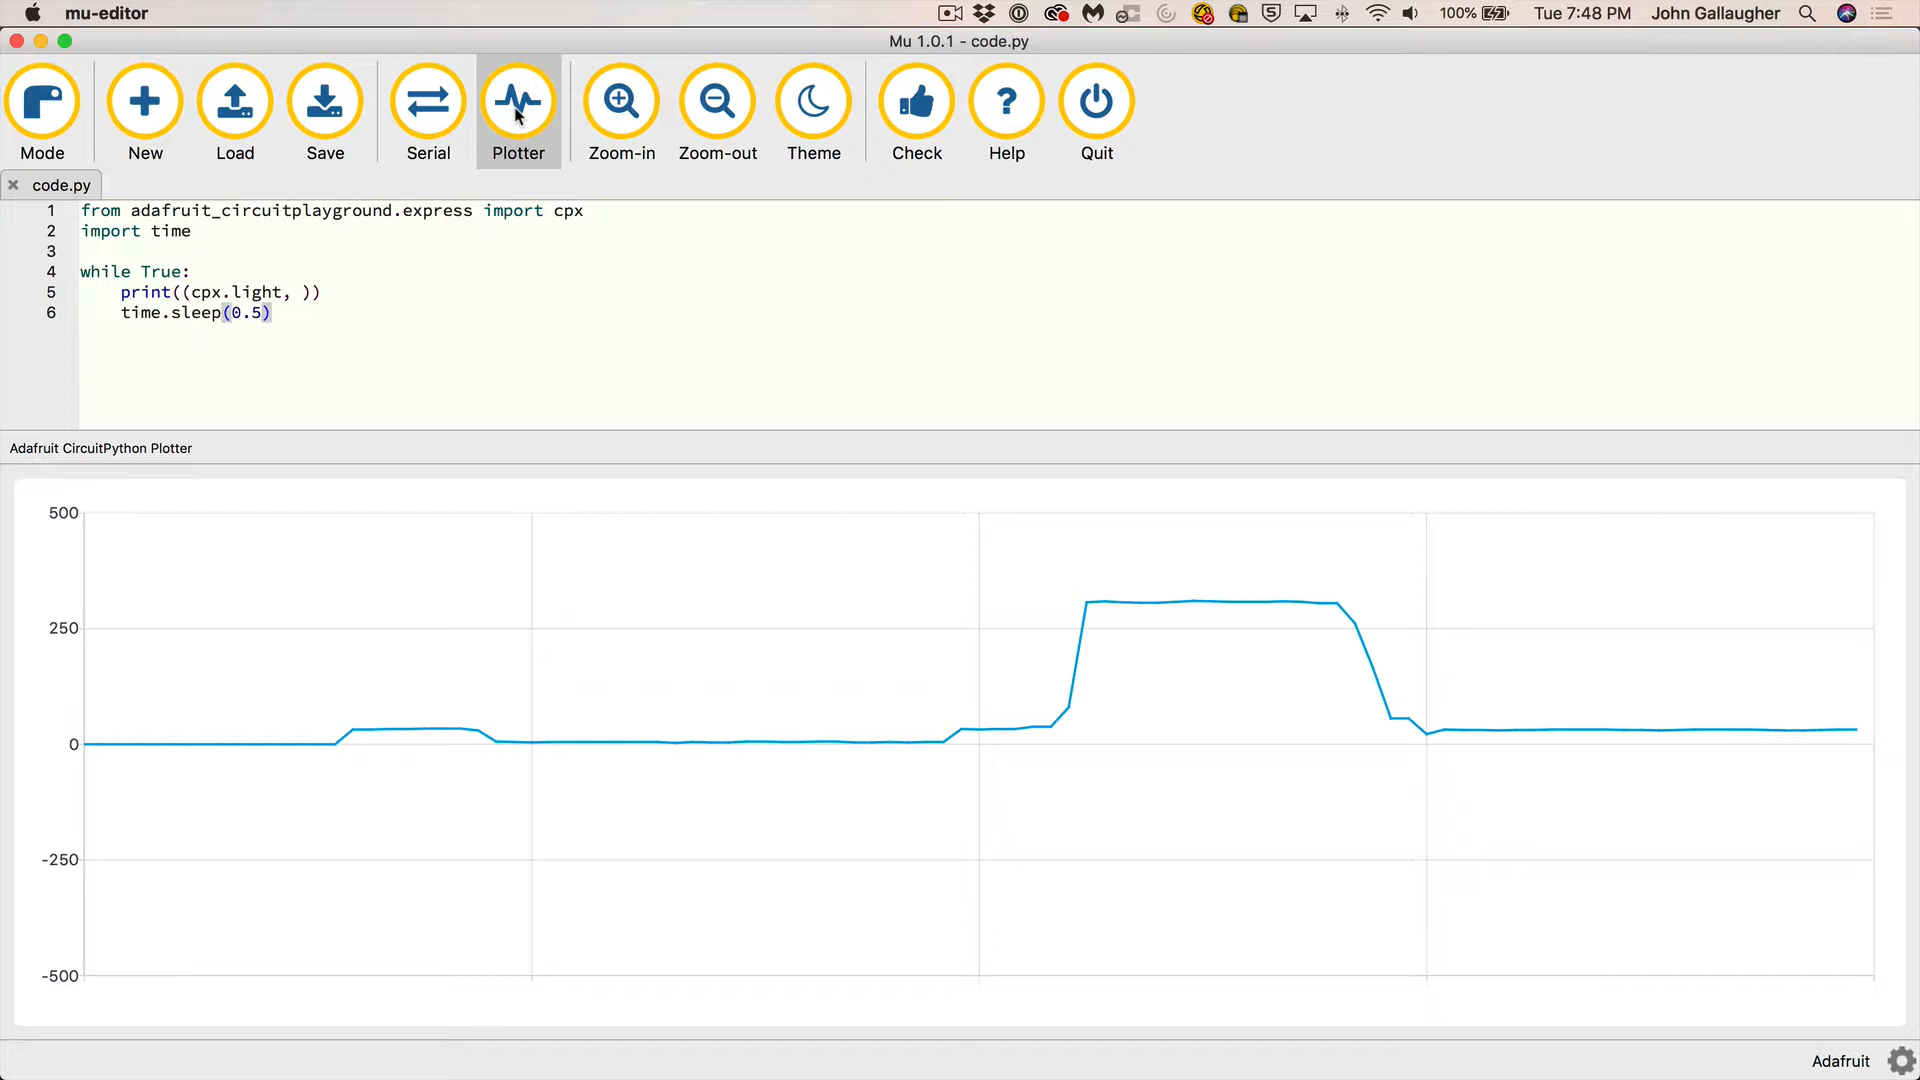 mu-editor 100% Tue 7:48 PM John Gallaugher
Mu 1.0.1 - code.py
Mode New Load Save Serial Plotter Zoom-in Zoom-out Theme Check Help Quit
code.py
1 from adafruit_circuitplayground.express import cpx
2 import time
3
4 while True:
5 print((cpx.light, ))
6 time.sleep(0.5)
Adafruit CircuitPython Plotter
500
250
0
-250
-500
Adafruit